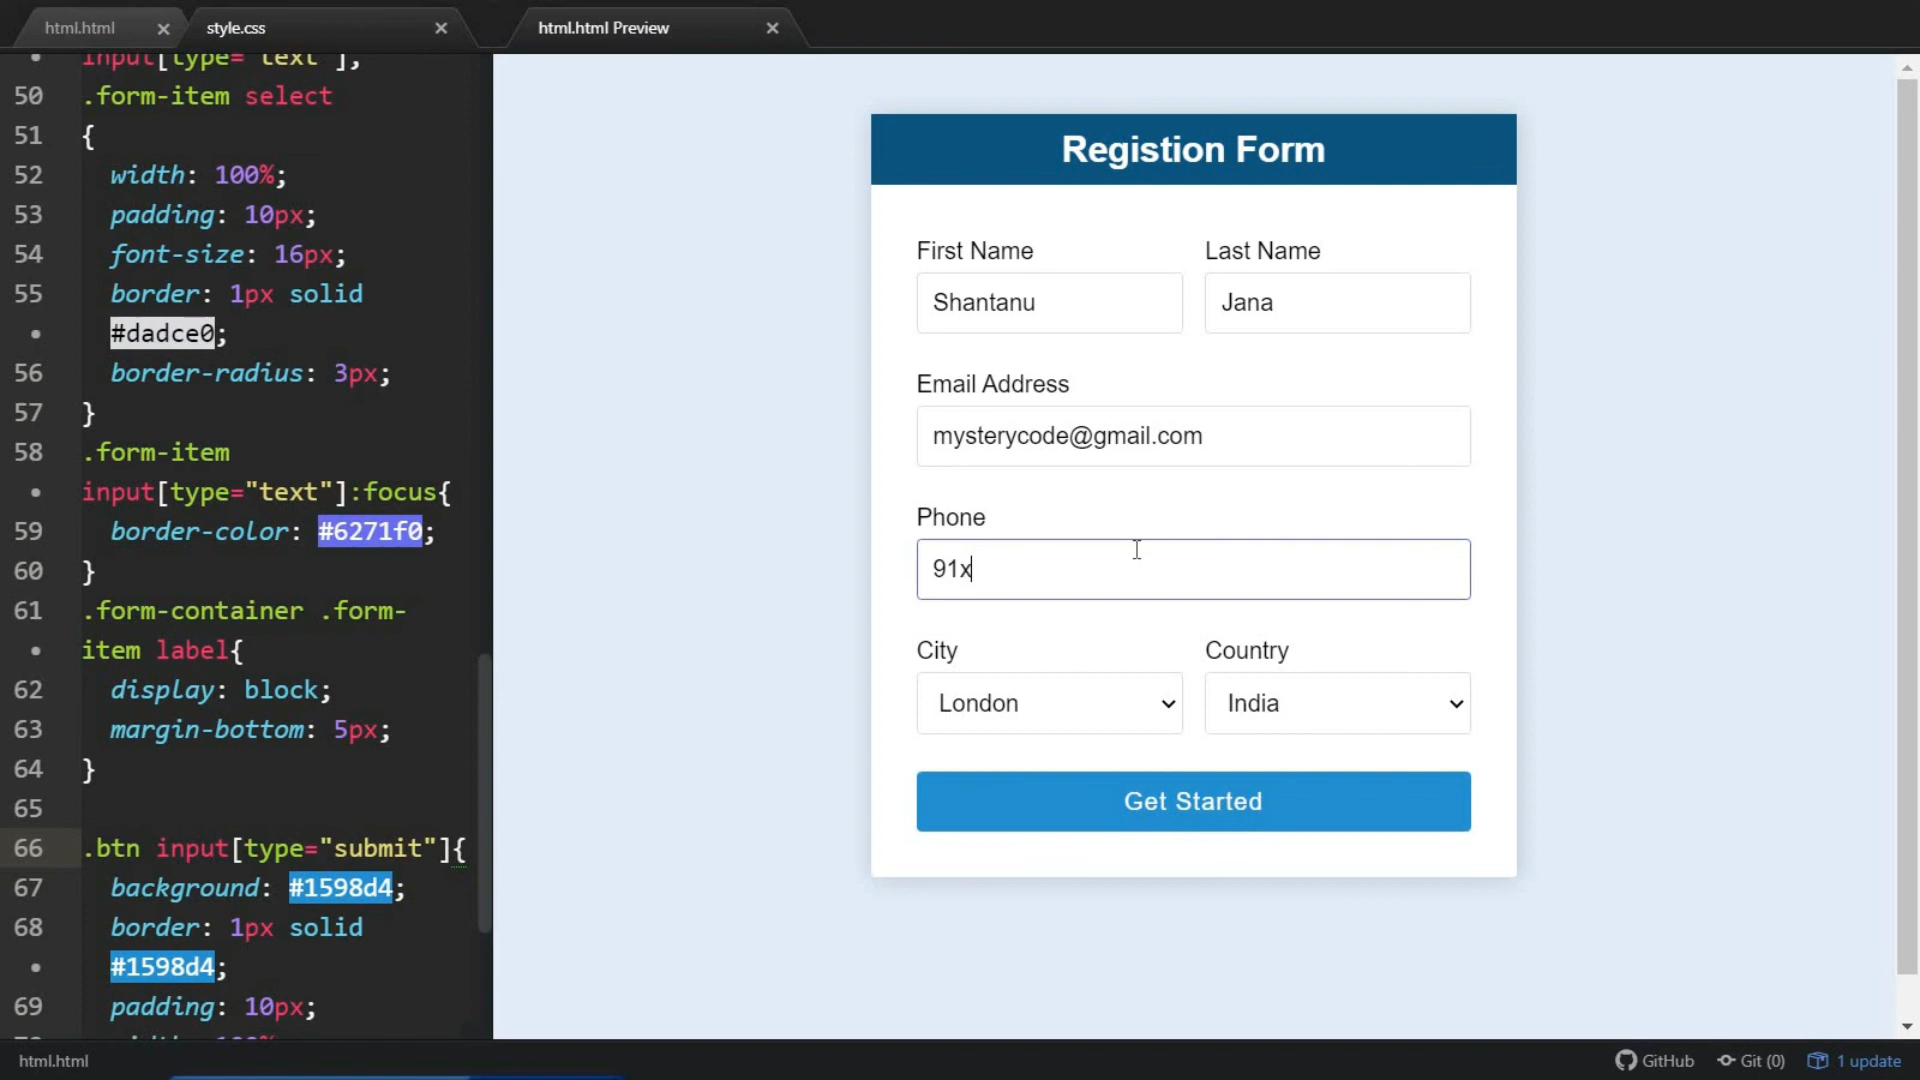 html.html
style.css
html.html Preview
input[type="text"],
50 .form-item select
51 {
52 width: 100%;
53 padding: 10px;
54 font-size: 16px;
55 border: 1px solid
#dadce0;
56 border-radius: 3px;
57 }
58 .form-item
input[type="text"]:focus{
59 border-color: #6271f0;
60 }
61 .form-container .form-
item label{
62 display: block;
63 margin-bottom: 5px;
64 }
65
66 .btn input[type="submit"]{
67 background: #1598d4;
68 border: 1px solid
#1598d4;
69 padding: 10px;
Registion Form
First Name
Last Name
Shantanu
Jana
Email Address
mysterycode@gmail.com
Phone
91x
City
Country
London
India
Get Started
html.html
GitHub
Git (0)
1 update